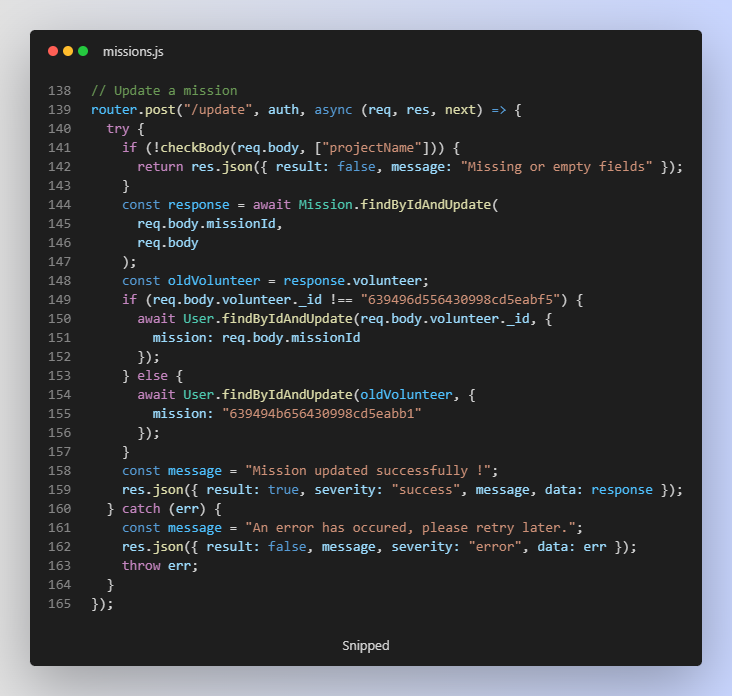 missions.js
138 // Update a mission
139 router.post("/update", auth, async (req, res, next) => {
140   try {
141     if (!checkBody(req.body, ["projectName"])) {
142       return res.json({ result: false, message: "Missing or empty fields" });
143     }
144     const response = await Mission.findByIdAndUpdate(
145       req.body.missionId,
146       req.body
147     );
148     const oldVolunteer = response.volunteer;
149     if (req.body.volunteer._id !== "639496d556430998cd5eabf5") {
150       await User.findByIdAndUpdate(req.body.volunteer._id, {
151         mission: req.body.missionId
152       });
153     } else {
154       await User.findByIdAndUpdate(oldVolunteer, {
155         mission: "639494b656430998cd5eabb1"
156       });
157     }
158     const message = "Mission updated successfully !";
159     res.json({ result: true, severity: "success", message, data: response });
160   } catch (err) {
161     const message = "An error has occured, please retry later.";
162     res.json({ result: false, message, severity: "error", data: err });
163     throw err;
164   }
165 });
Snipped